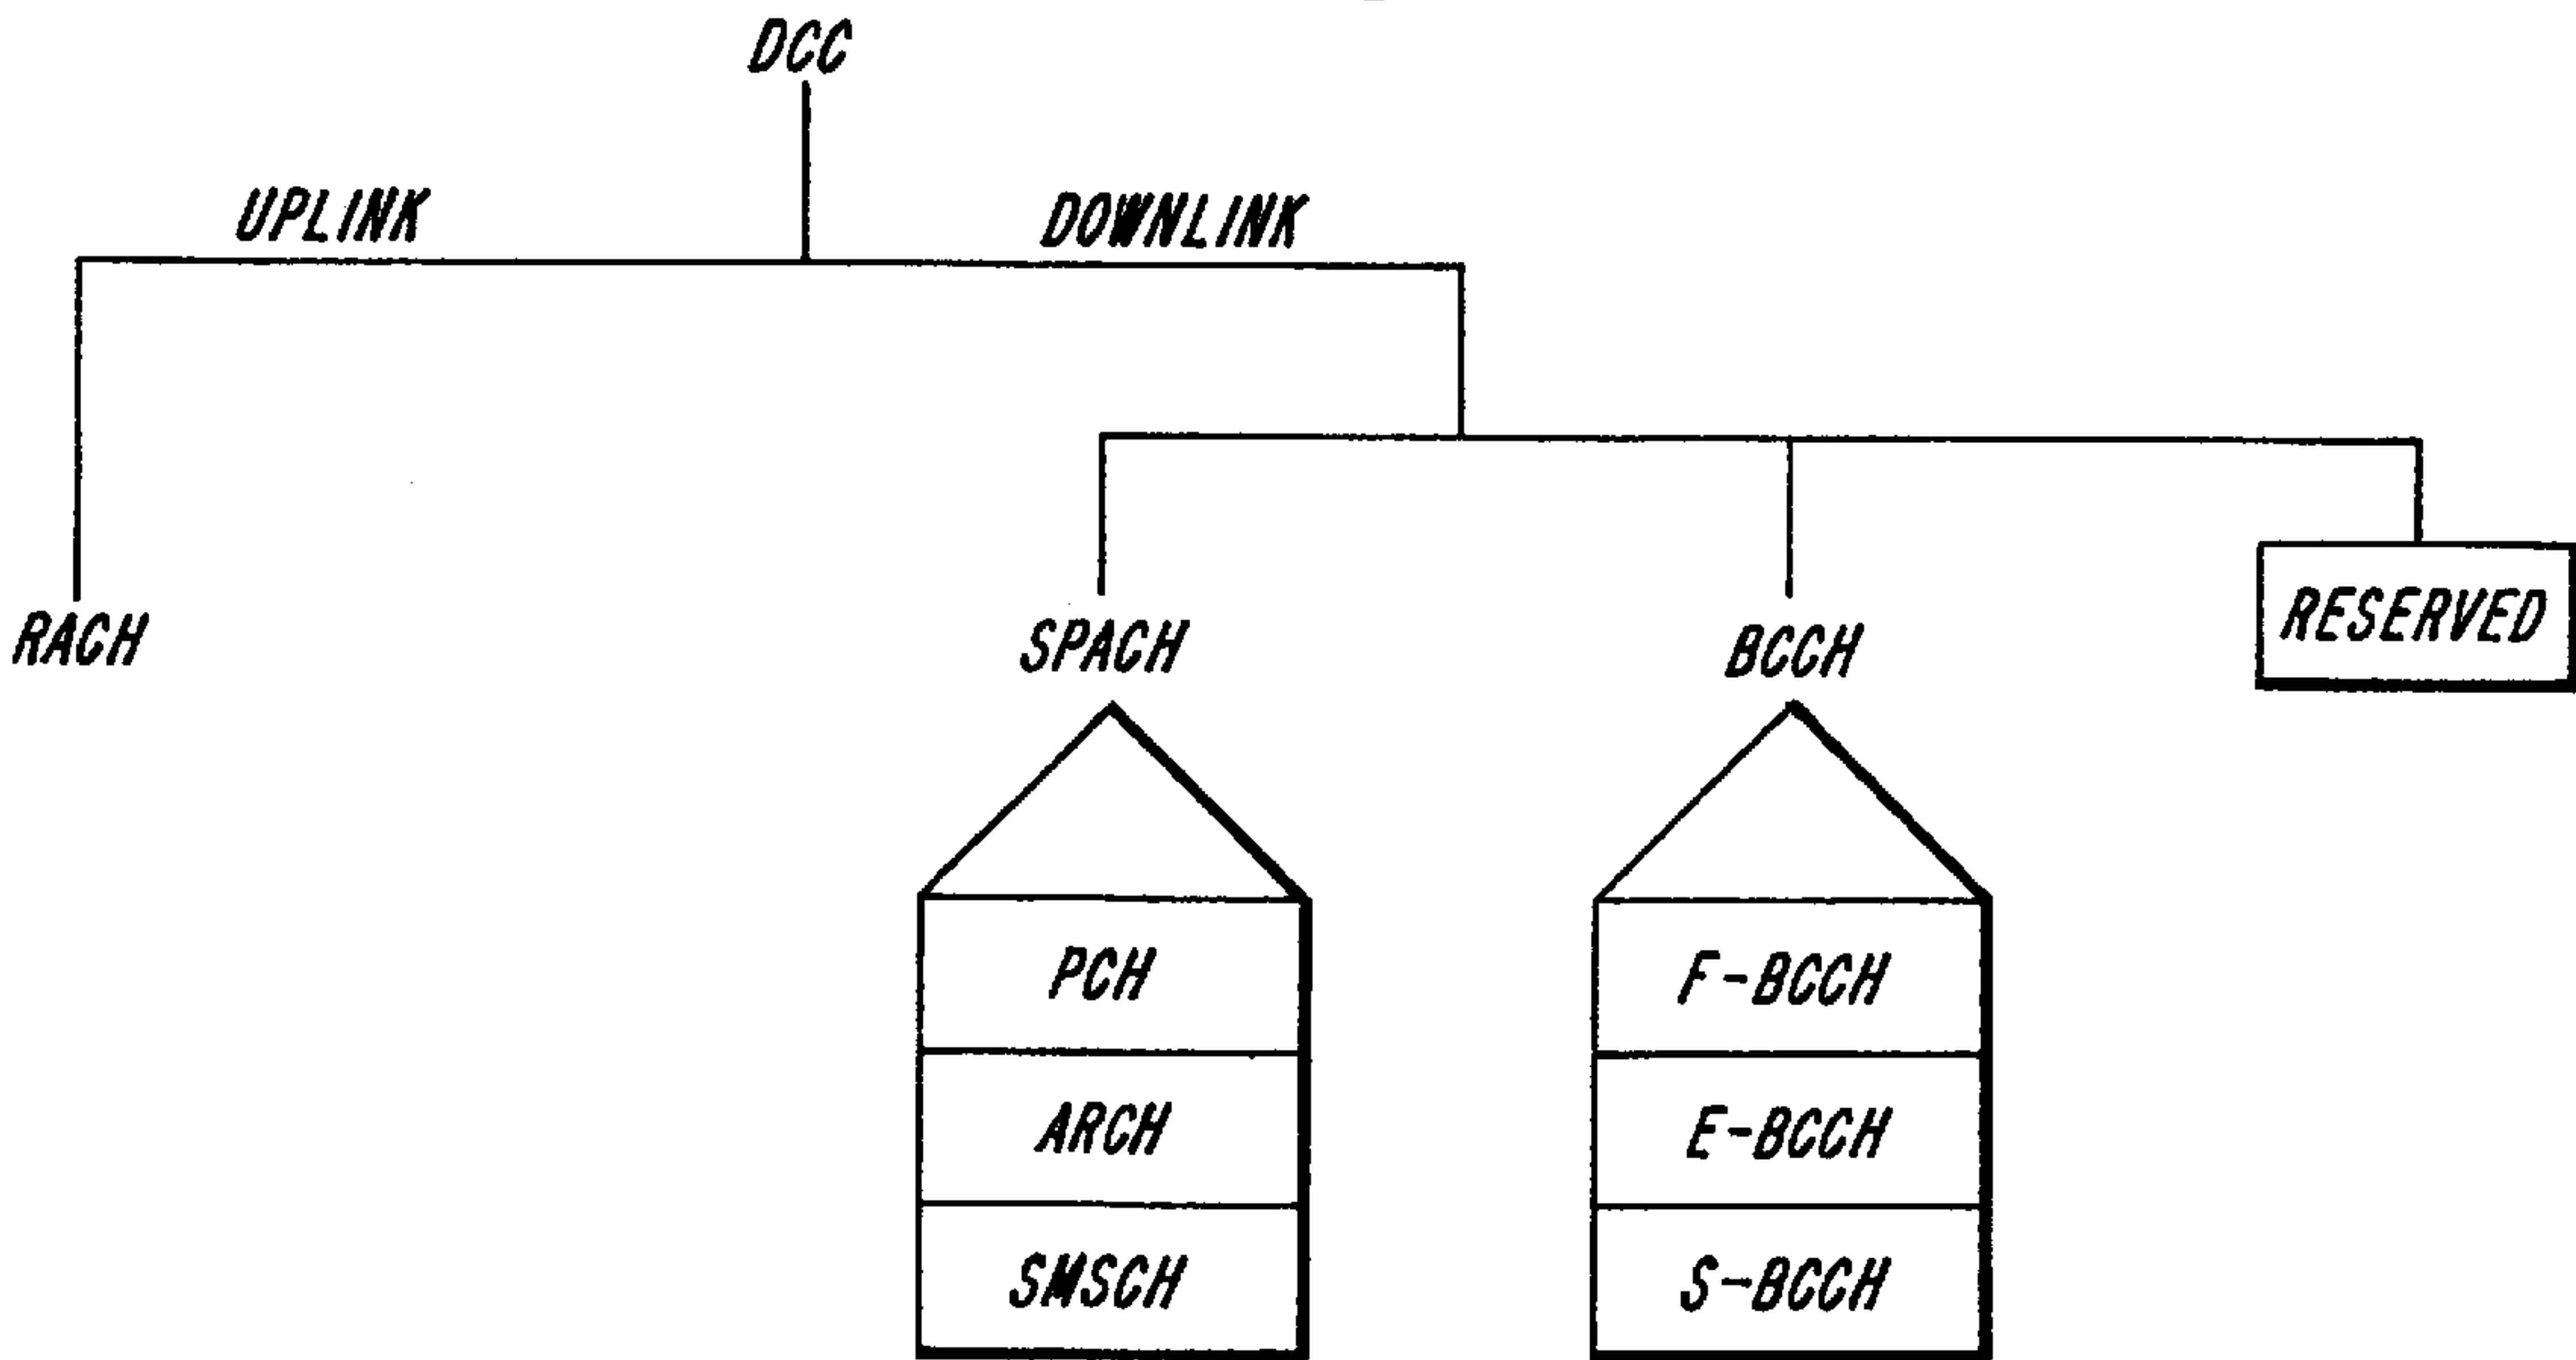 DCC
UPLINK
DOWNLINK
RACH
SPACH
BCCH
RESERVED
PCH
ARCH
SMSCH
F-BCCH
E-BCCH
S-BCCH